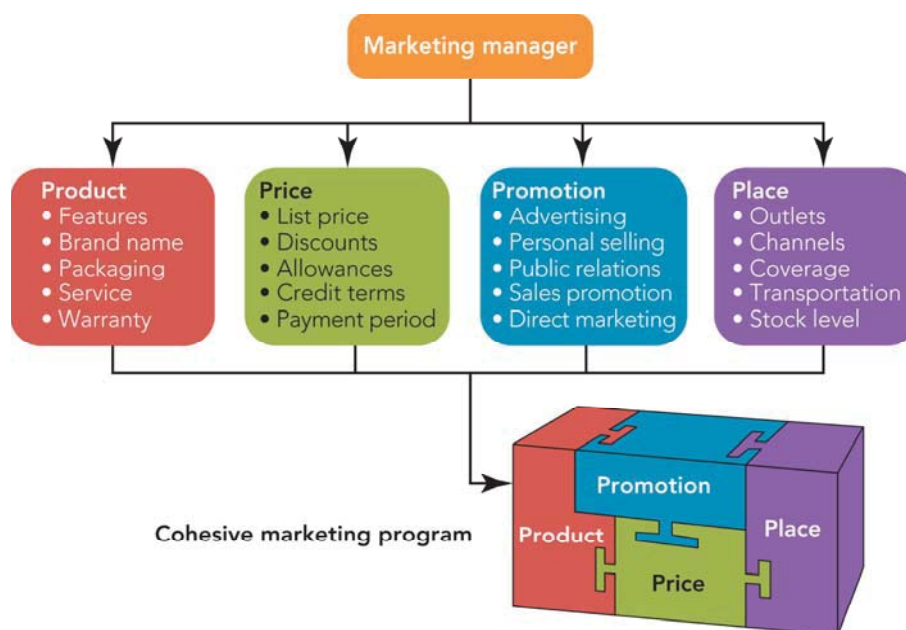 Marketing manager
Product
• Features
• Brand name
• Packaging
• Service
• Warranty
Price
• List price
• Discounts
• Allowances
• Credit terms
• Payment period
Promotion
• Advertising
• Personal selling
• Public relations
• Sales promotion
• Direct marketing
Place
• Outlets
• Channels
• Coverage
• Transportation
• Stock level
Cohesive marketing program
Promotion
Product
Place
Price